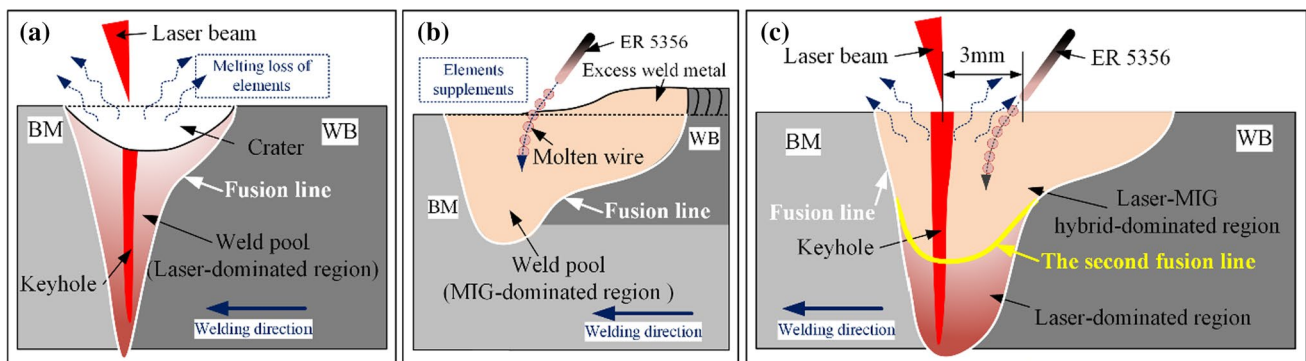 (a)
Laser beam
Melting loss of
elements
BM
WB
Crater
Fusion line
Weld pool
(Laser-dominated region)
Keyhole
Welding direction
(b)
ER 5356
Elements
supplements
Excess weld metal
WB
Molten wire
BM
Fusion line
Weld pool
(MIG-dominated region )
Welding direction
(c)
Laser beam
3mm
ER 5356
BM
WB
Fusion line
Laser-MIG
hybrid-dominated region
Keyhole
The second fusion line
Laser-dominated region
Welding direction